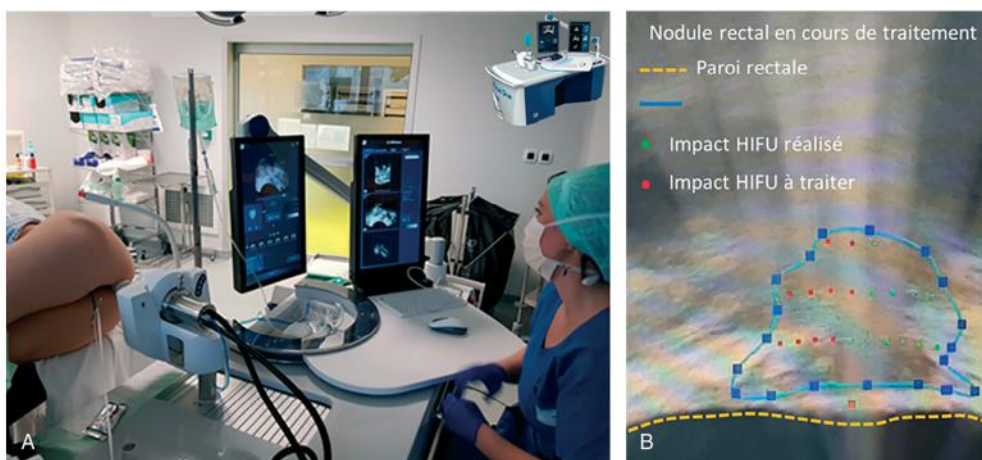 Nodule rectal en cours de traitement
Paroi rectale
Impact HIFU réalisé
Impact HIFU à traiter
A
B